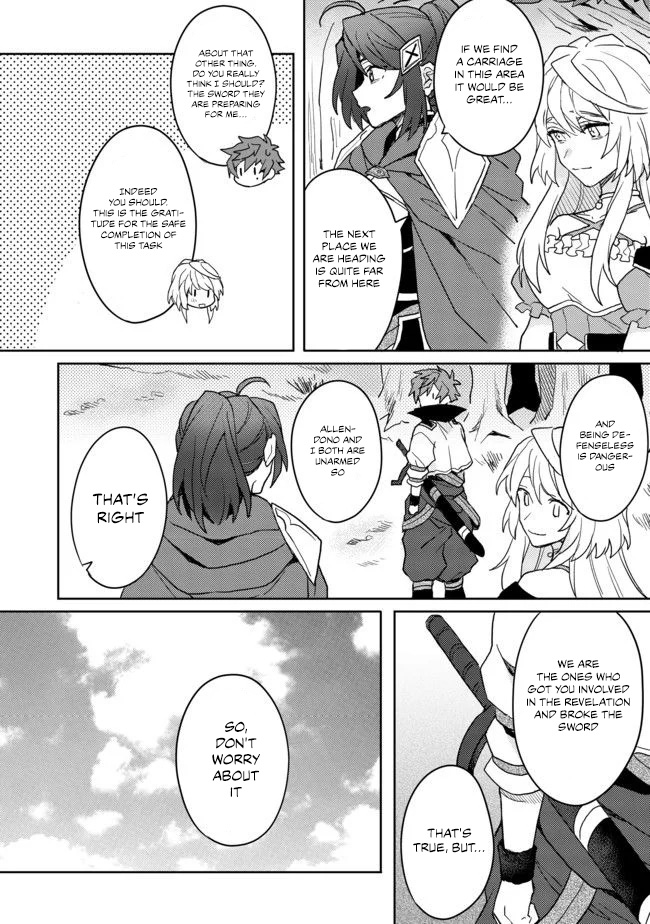 IF WE FIND
A CARRIAGE
IN THIS AREA
IT WOULD BE
GREAT...
THE NEXT
PLACE WE
ARE HEADING
IS QUITE FAR
FROM HERE
ABOUT THAT
OTHER THING.
DO YOU REALLY
THINK I SHOULD?
THE SWORD THEY
ARE PREPARING
FOR ME...
INDEED
YOU SHOULD.
THIS IS THE GRATI-
TUDE FOR THE SAFE
COMPLETION OF
THIS TASK
AND
BEING DE-
FENSELESS
IS DANGER-
OUS
ALLEN-
DONO AND
I BOTH ARE
UNARMED
SO
THAT'S
RIGHT
WE ARE
THE ONES WHO
GOT YOU INVOLVED
IN THE REVELATION
AND BROKE THE
SWORD
THAT'S
TRUE, BUT...
SO,
DON'T
WORRY
ABOUT
IT